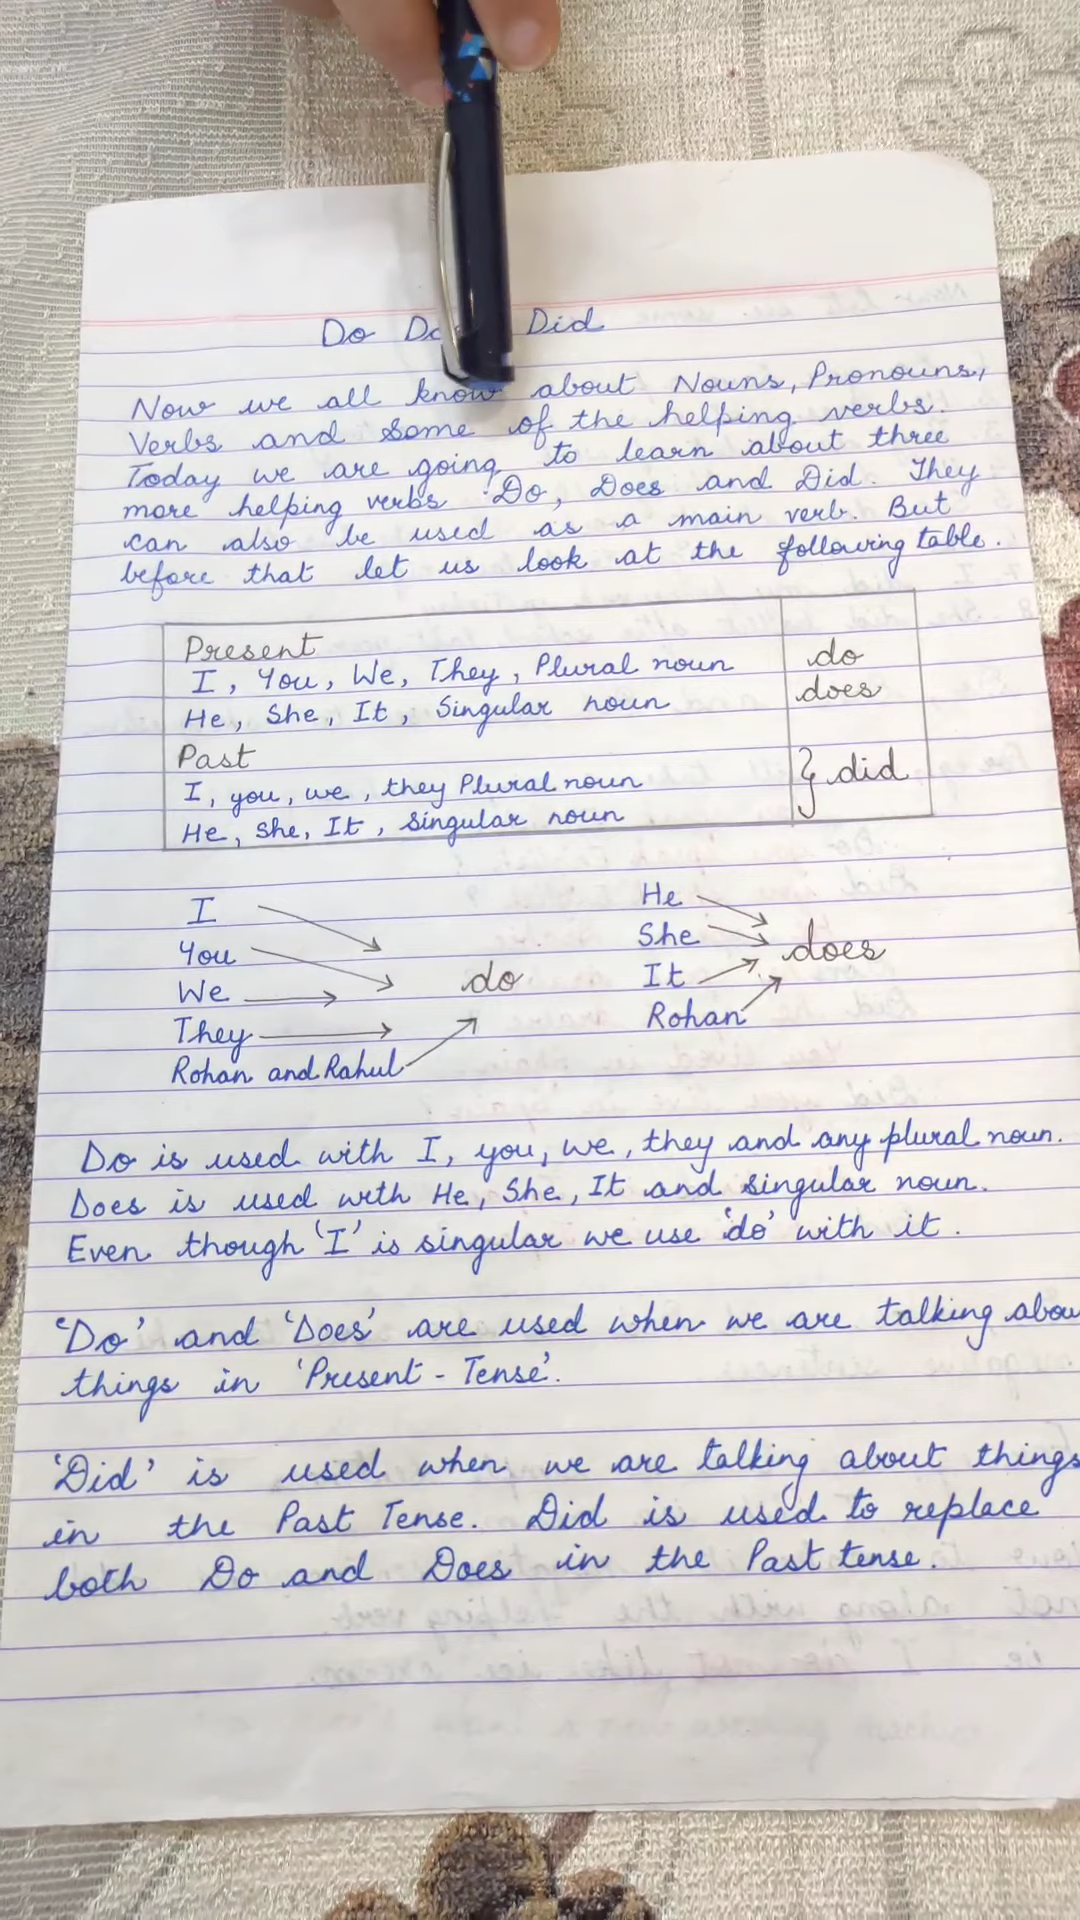 Do Do Did
Now we all know about Nouns, Pronouns,
Verbs and some of the helping verbs.
Today we are going to learn about three
more helping verbs Do, Does and Did. They
can also be used as a main verb. But
before that let us look at the following table.
Present
I, You, We, They, Plural noun do
He, She, It, Singular noun does
Past
I, you, we, they Plural noun } did
He, She, It, singular noun
I
You
We
They
Rohan and Rahul
do
He
She
It
Rohan
does
Do is used with I, you, we, they and any plural noun.
Does is used with He, She, It and singular noun.
Even though 'I' is singular we use 'do' with it.
'Do' and 'Does' are used when we are talking abou
things in 'Present - Tense'.
'Did' is used when we are talking about things
in the Past Tense. Did is used to replace
both Do and Does in the Past tense.